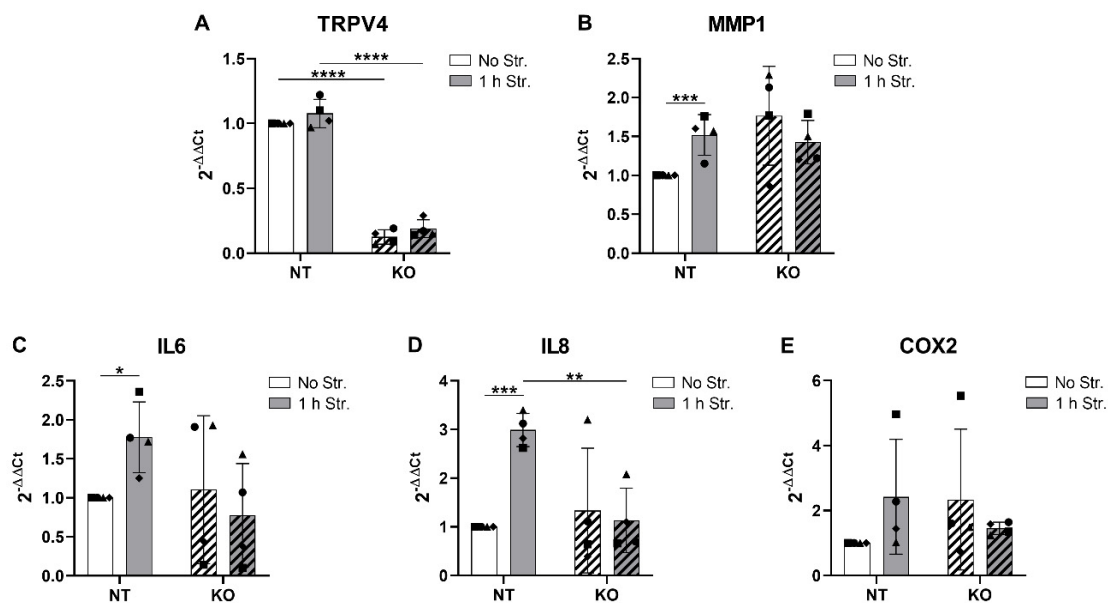 A TRPV4
1.5
1.0
0.5
0.0
2-ΔΔCt
****
****
No Str.
1 h Str.
NT KO
B MMP1
2.5
2.0
1.5
1.0
0.5
0.0
2-ΔΔCt
***
No Str.
1 h Str.
NT KO
C IL6
2.5
2.0
1.5
1.0
0.5
0.0
2-ΔΔCt
*
No Str.
1 h Str.
NT KO
D IL8
4
3
2
1
0
2-ΔΔCt
***
**
No Str.
1 h Str.
NT KO
E COX2
6
4
2
0
2-ΔΔCt
No Str.
1 h Str.
NT KO